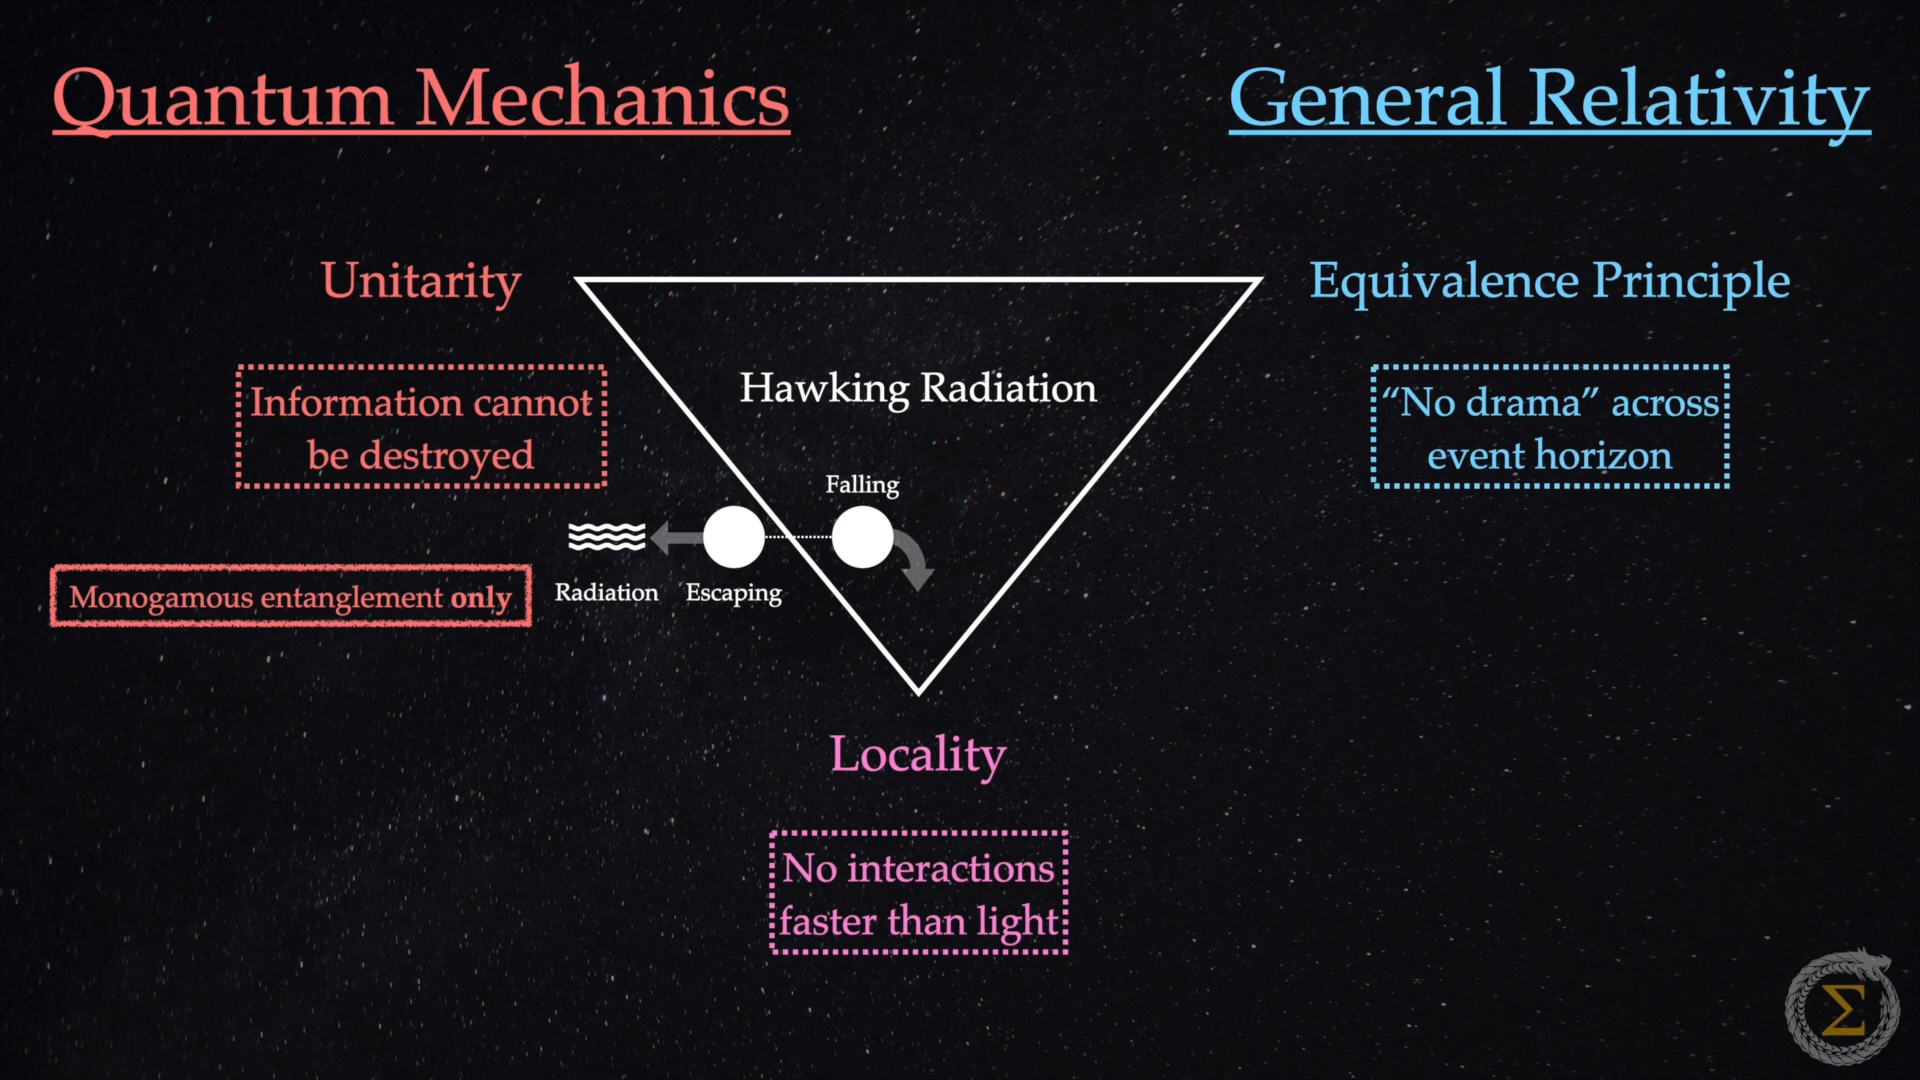 Quantum Mechanics
General Relativity
Unitarity
Equivalence Principle
Information cannot
be destroyed
Hawking Radiation
“No drama” across
event horizon
Falling
Radiation
Escaping
Monogamous entanglement only
Locality
No interactions
faster than light
Σ